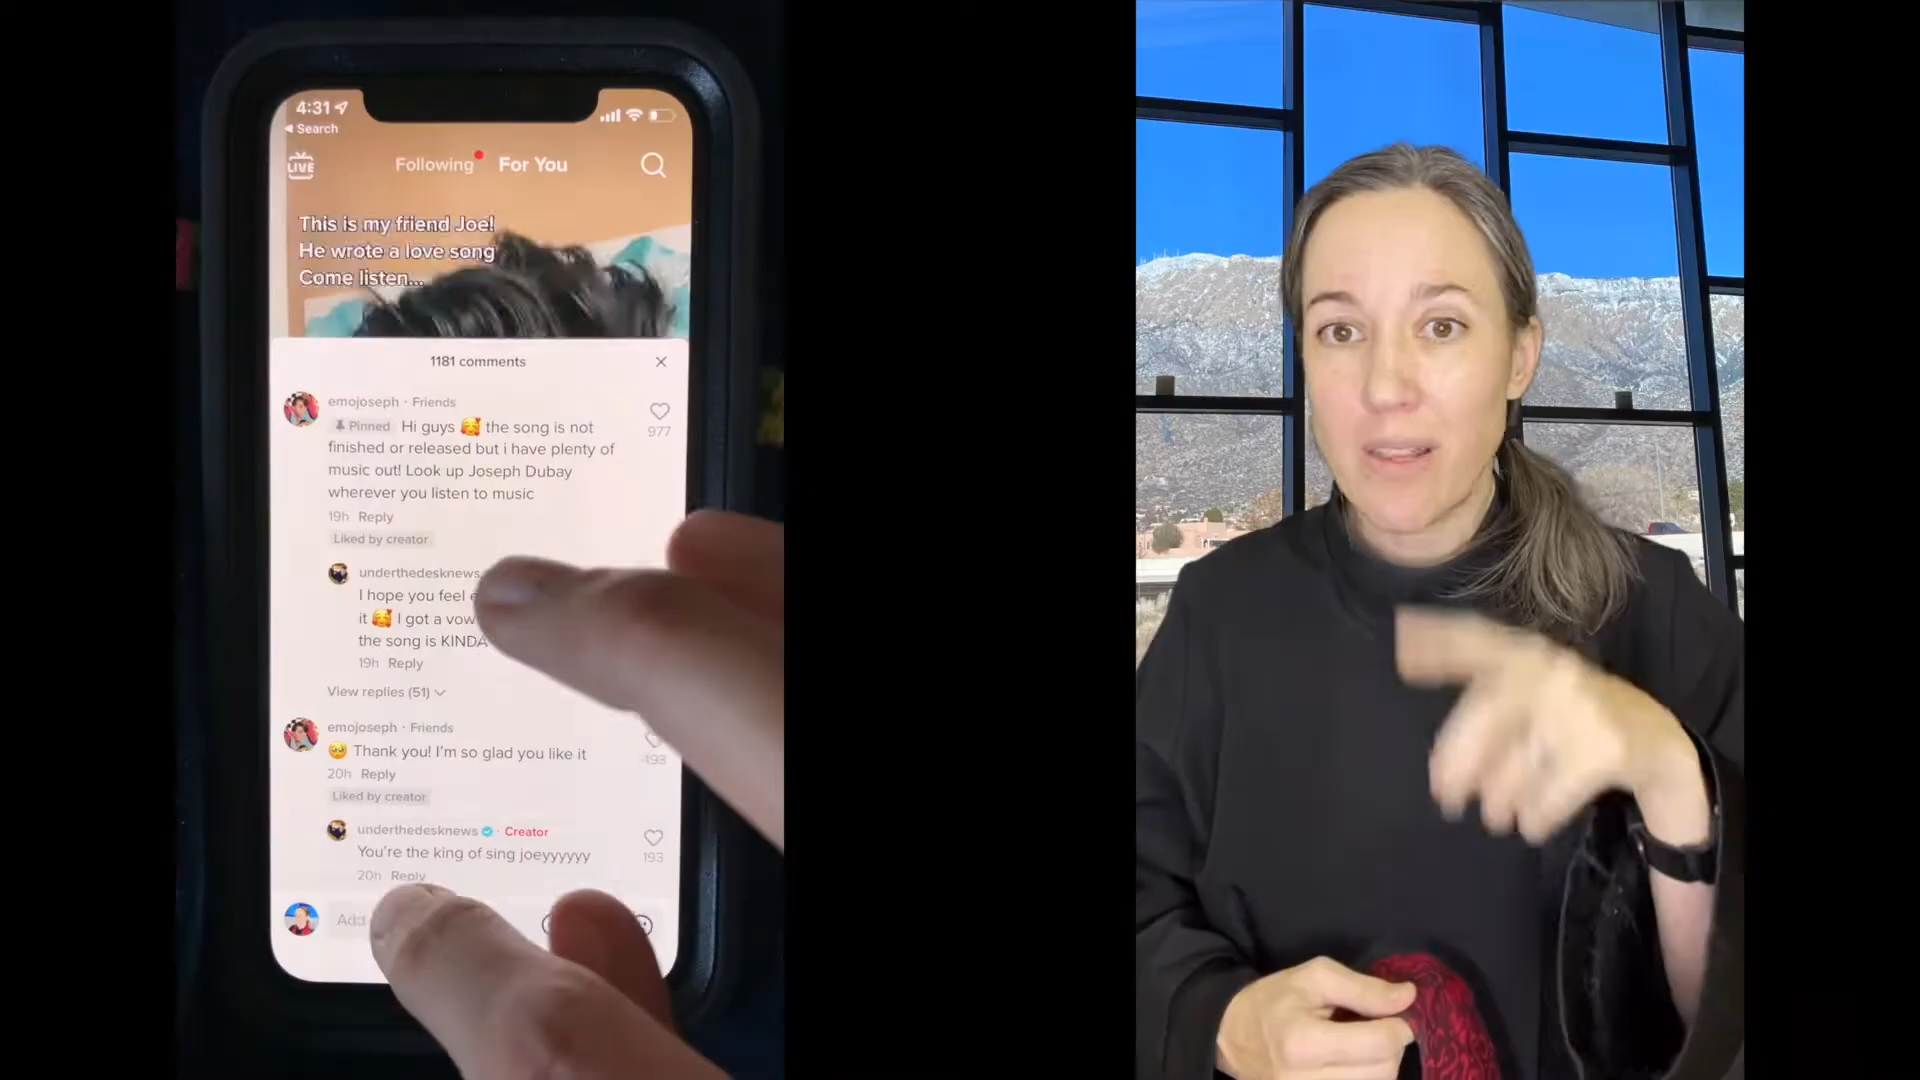 4:31
Search
LIVE
Following
For You
This is my friend Joe!
He wrote a love song
Come listen...
1181 comments
emojoseph · Friends
Pinned Hi guys 🥰 the song is not
finished or released but i have plenty of
music out! Look up Joseph Dubay
wherever you listen to music
977
19h Reply
Liked by creator
underthedesknews
I hope you feel
it 🥰 I got a vow
the song is KINDA
19h Reply
View replies (51)
emojoseph · Friends
🥺 Thank you! I'm so glad you like it
193
20h Reply
Liked by creator
underthedesknews · Creator
You're the king of sing joeyyyyyy
193
20h Reply
Add